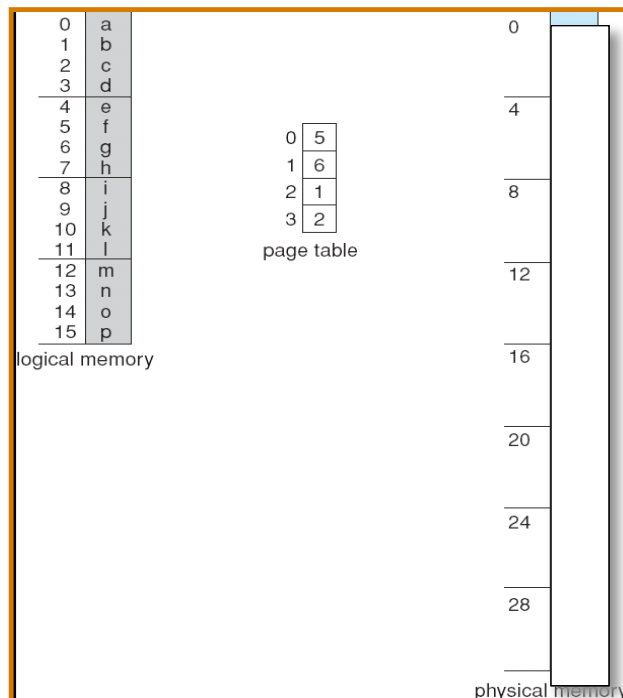 0 a
1 b
2 c
3 d
4 e
5 f
6 g
7 h
8 i
9 j
10 k
11 l
12 m
13 n
14 o
15 p
logical memory
0 5
1 6
2 1
3 2
page table
0
4
8
12
16
20
24
28
physical memory